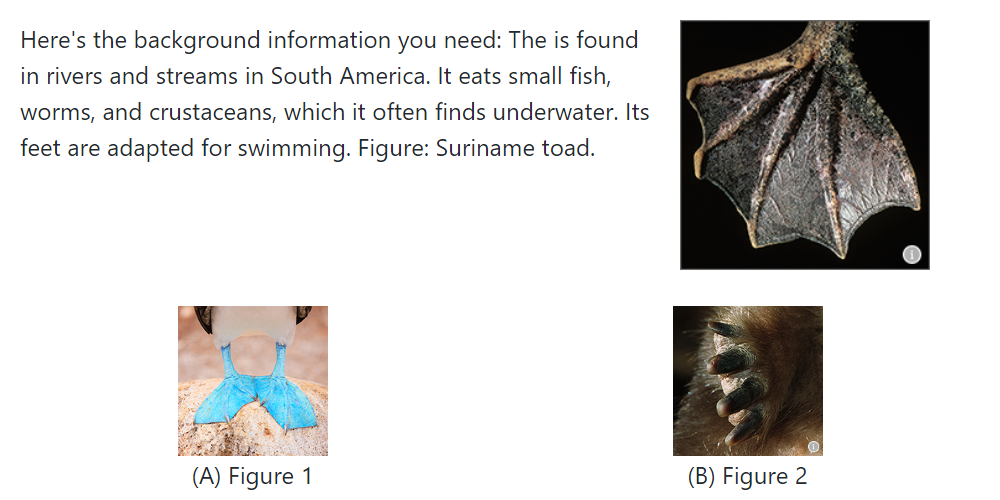 Here's the background information you need: The is found
in rivers and streams in South America. It eats small fish,
worms, and crustaceans, which it often finds underwater. Its
feet are adapted for swimming. Figure: Suriname toad.
(A) Figure 1
(B) Figure 2